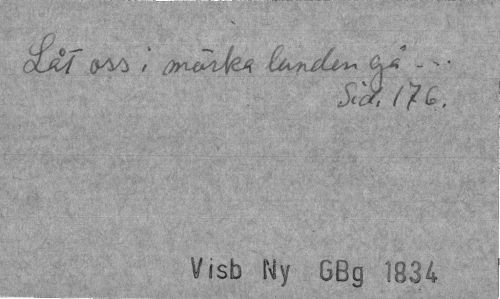 Låt oss i mörka lunden gå ...
Sid. 176.
Visb Ny GBg 1834